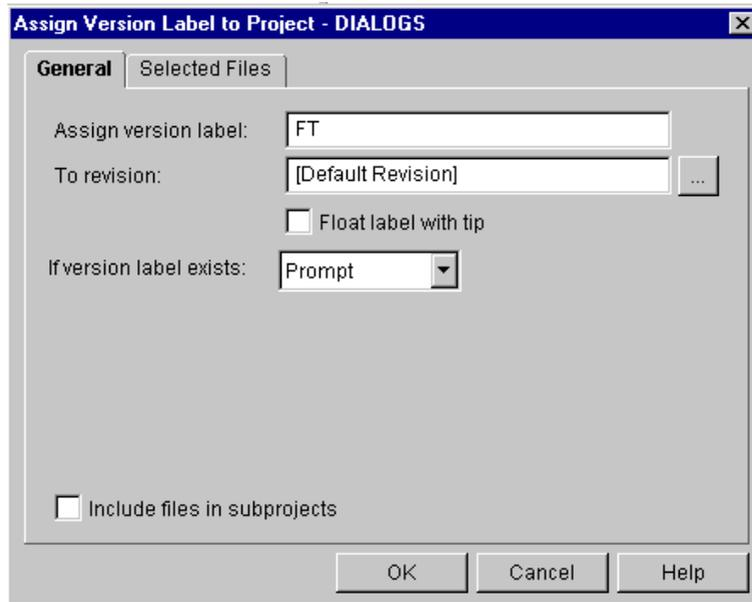 Assign Version Label to Project - DIALOGS
General Selected Files
Assign version label: FT
To revision: [Default Revision] ...
Float label with tip
If version label exists: Prompt
Include files in subprojects
OK Cancel Help